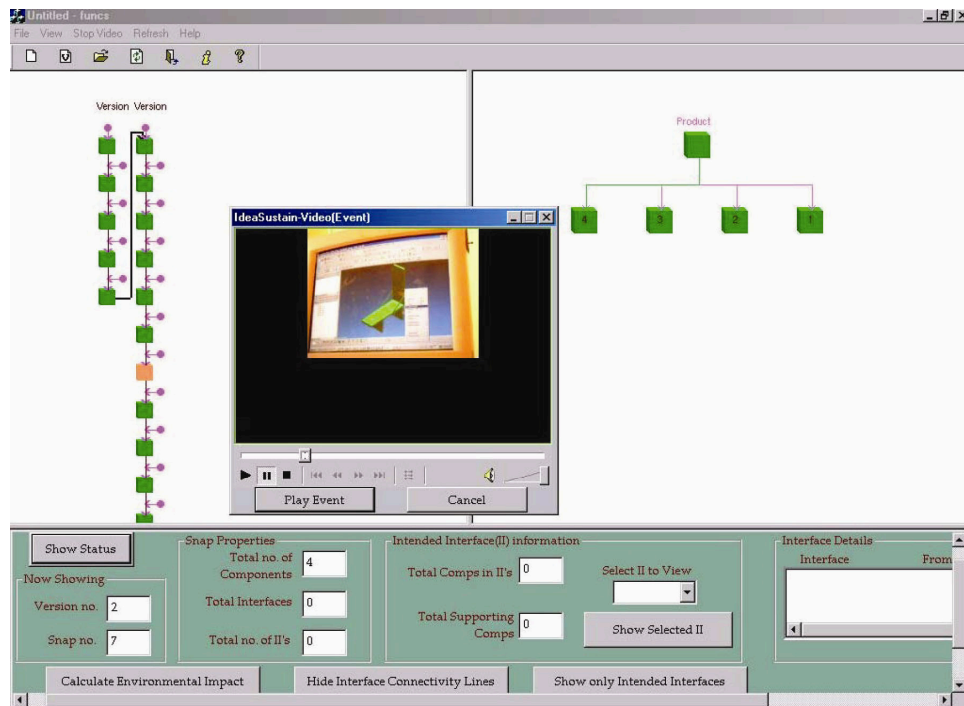 Untitled - funcs
File View Stop Video Refresh Help
Version Version
Product
4 3 2 1
IdeaSustain-Video(Event)
Play Event Cancel
Show Status
Now Showing
Version no. 2
Snap no. 7
Snap Properties
Total no. of Components 4
Total Interfaces 0
Total no. of II's 0
Intended Interface(II) information
Total Comps in II's 0
Total Supporting Comps 0
Select II to View
Show Selected II
Interface Details
Interface From
Calculate Environmental Impact Hide Interface Connectivity Lines Show only Intended Interfaces